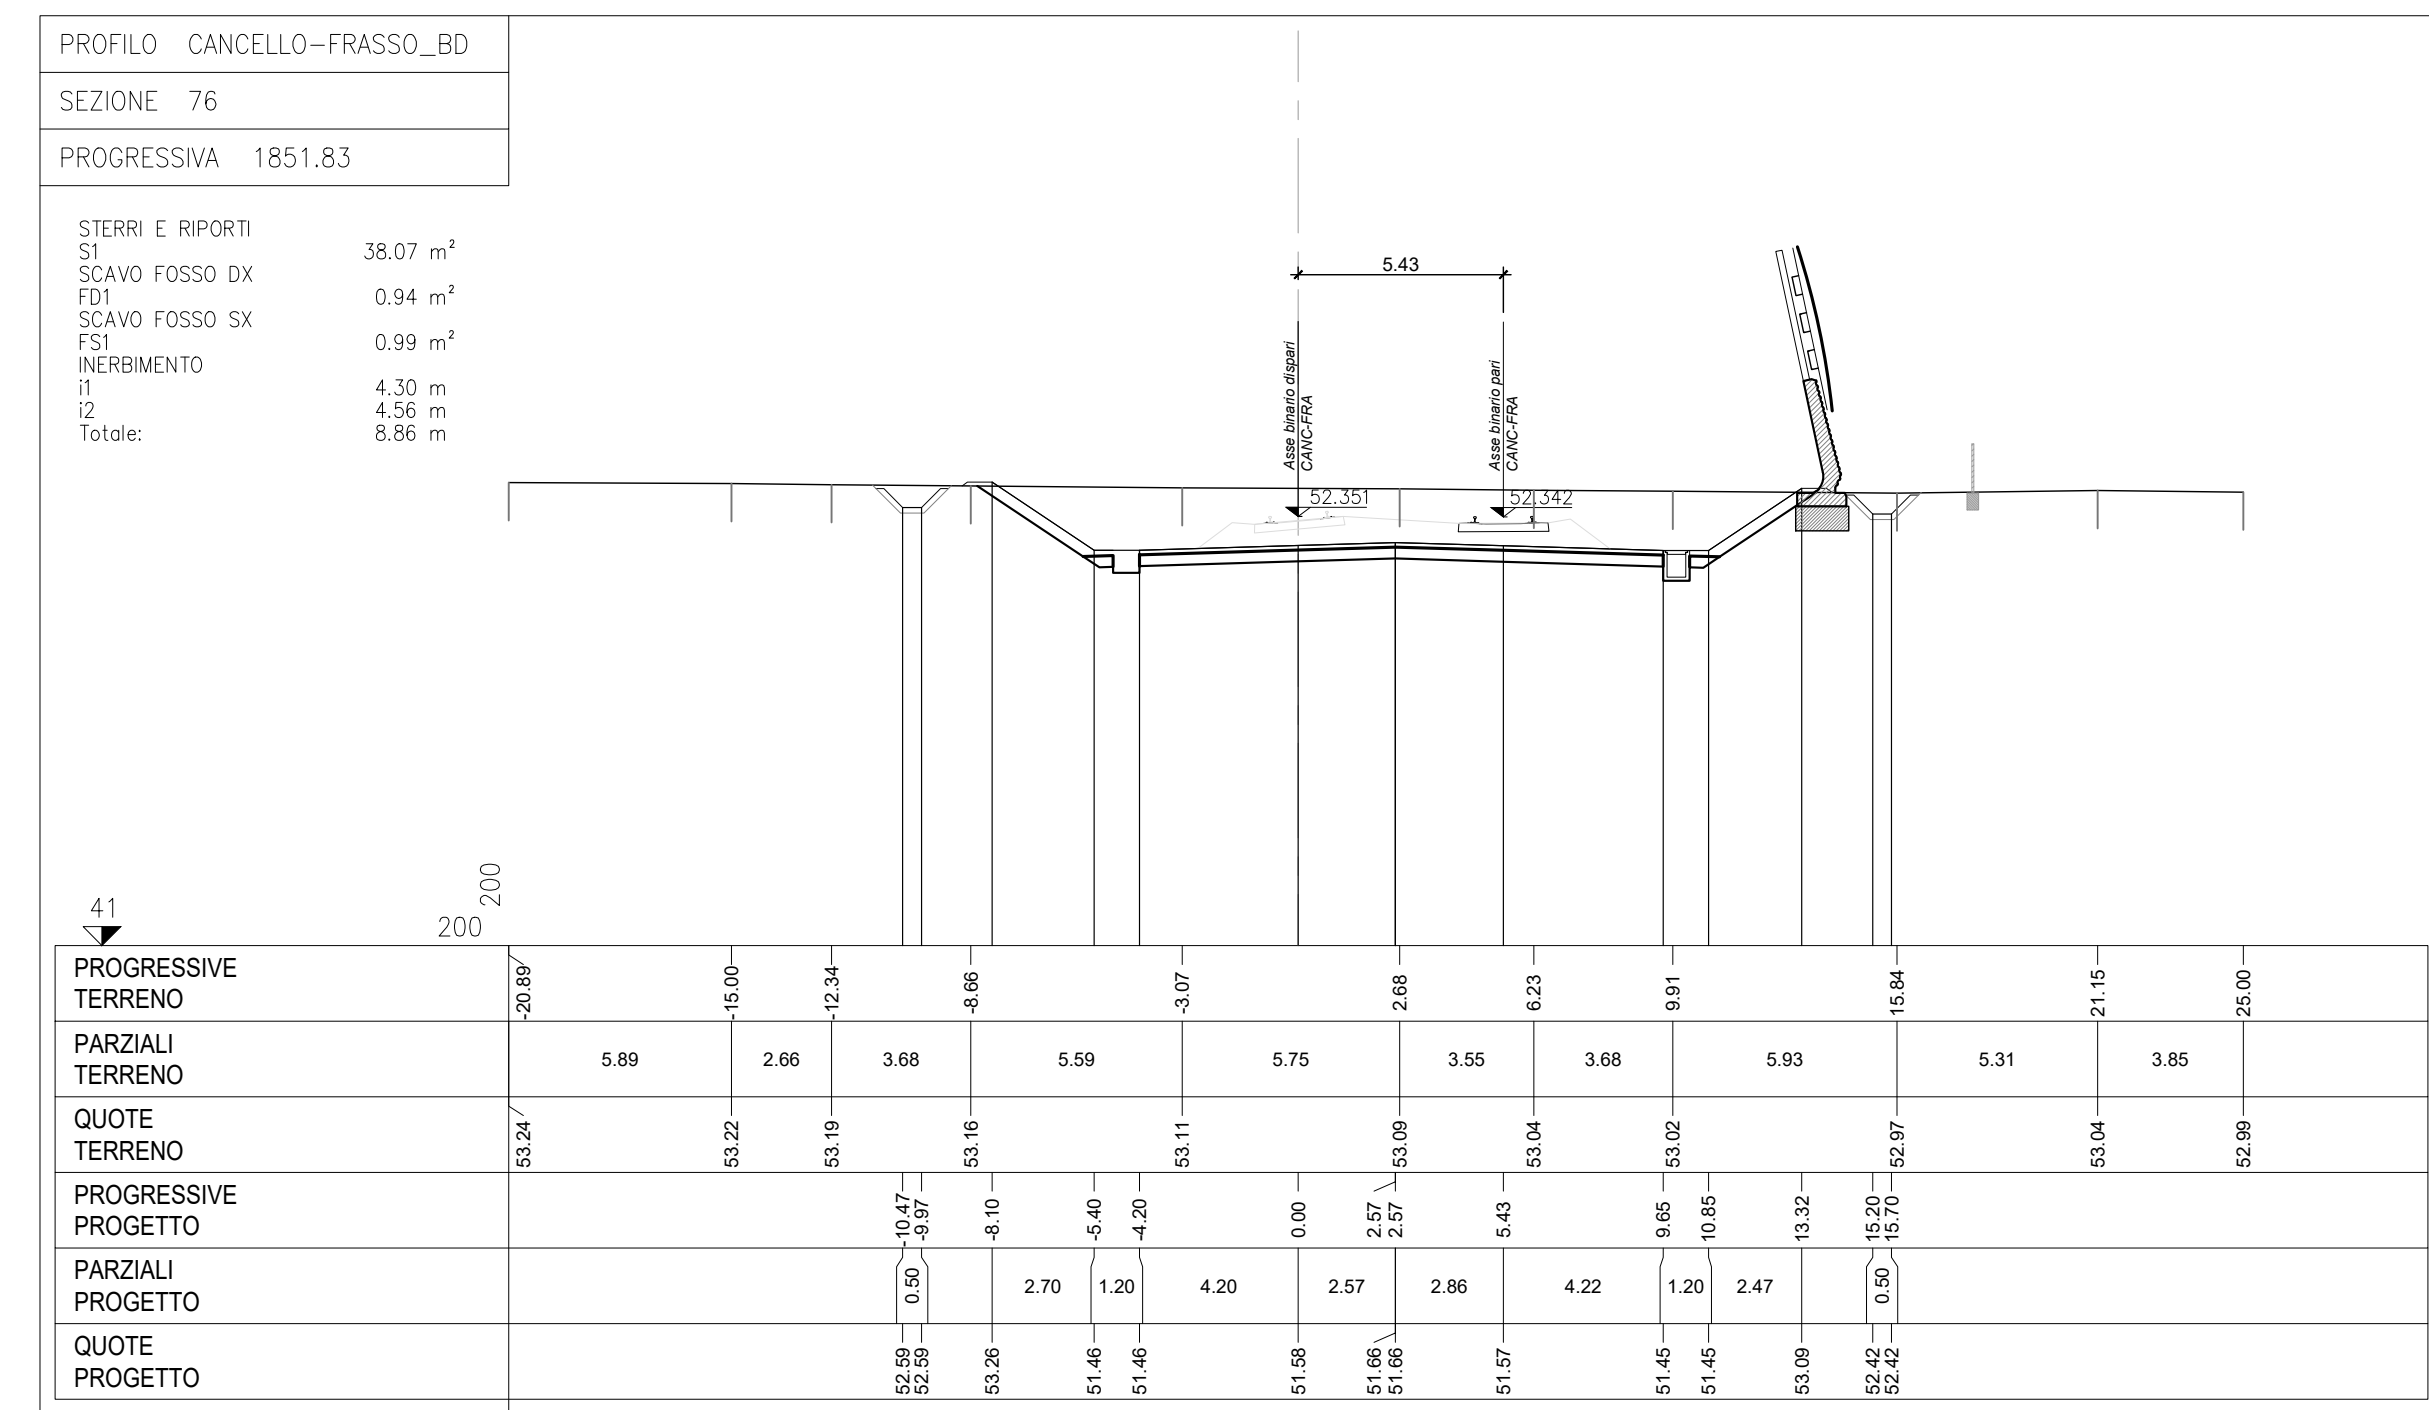 PROFILO CANCELLO-FRASSO_BD
SEZIONE 76
PROGRESSIVA 1851.83
STERRI E RIPORTI
S1 38.07 m²
SCAVO FOSSO DX
FD1 0.94 m²
SCAVO FOSSO SX
FS1 0.99 m²
INERBIMENTO
i1 4.30 m
i2 4.56 m
Totale: 8.86 m
5.43
Asse binario dispari
CANC-FRA
Asse binario pari
CANC-FRA
52.351
52.342
41
200
200
PROGRESSIVE
TERRENO
-20.89 -15.00 -12.34 -8.66 -3.07 2.68 6.23 9.91 15.84 21.15 25.00
PARZIALI
TERRENO
5.89 2.66 3.68 5.59 5.75 3.55 3.68 5.93 5.31 3.85
QUOTE
TERRENO
53.24 53.22 53.19 53.16 53.11 53.09 53.04 53.02 52.97 53.04 52.99
PROGRESSIVE
PROGETTO
-10.47 -9.97 -8.10 -5.40 -4.20 0.00 2.57 2.57 5.43 9.65 10.85 13.32 15.20 15.70
PARZIALI
PROGETTO
0.50 2.70 1.20 4.20 2.57 2.86 4.22 1.20 2.47 0.50
QUOTE
PROGETTO
52.59 52.59 53.26 51.46 51.46 51.58 51.66 51.66 51.57 51.45 51.45 53.09 52.42 52.42